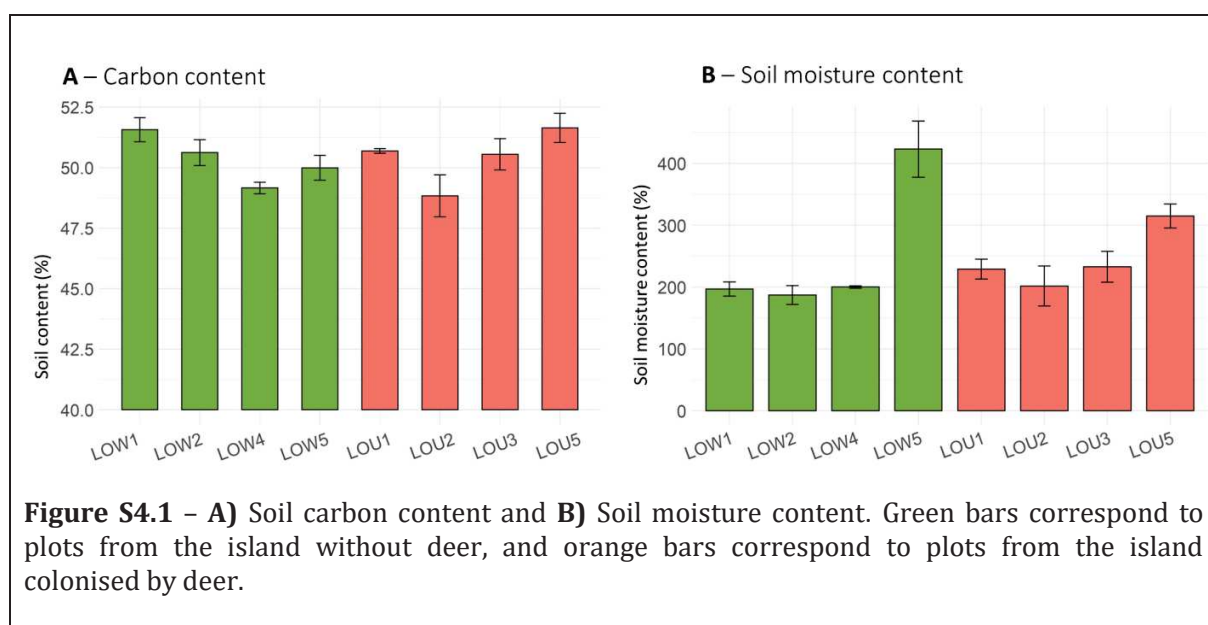 A – Carbon content
52.5
50.0
47.5
45.0
42.5
40.0
Soil content (%)
LOW1 LOW2 LOW4 LOW5 LOU1 LOU2 LOU3 LOU5
B – Soil moisture content
400
300
200
100
0
Soil moisture content (%)
LOW1 LOW2 LOW4 LOW5 LOU1 LOU2 LOU3 LOU5
Figure S4.1 – A) Soil carbon content and B) Soil moisture content. Green bars correspond to
plots from the island without deer, and orange bars correspond to plots from the island
colonised by deer.